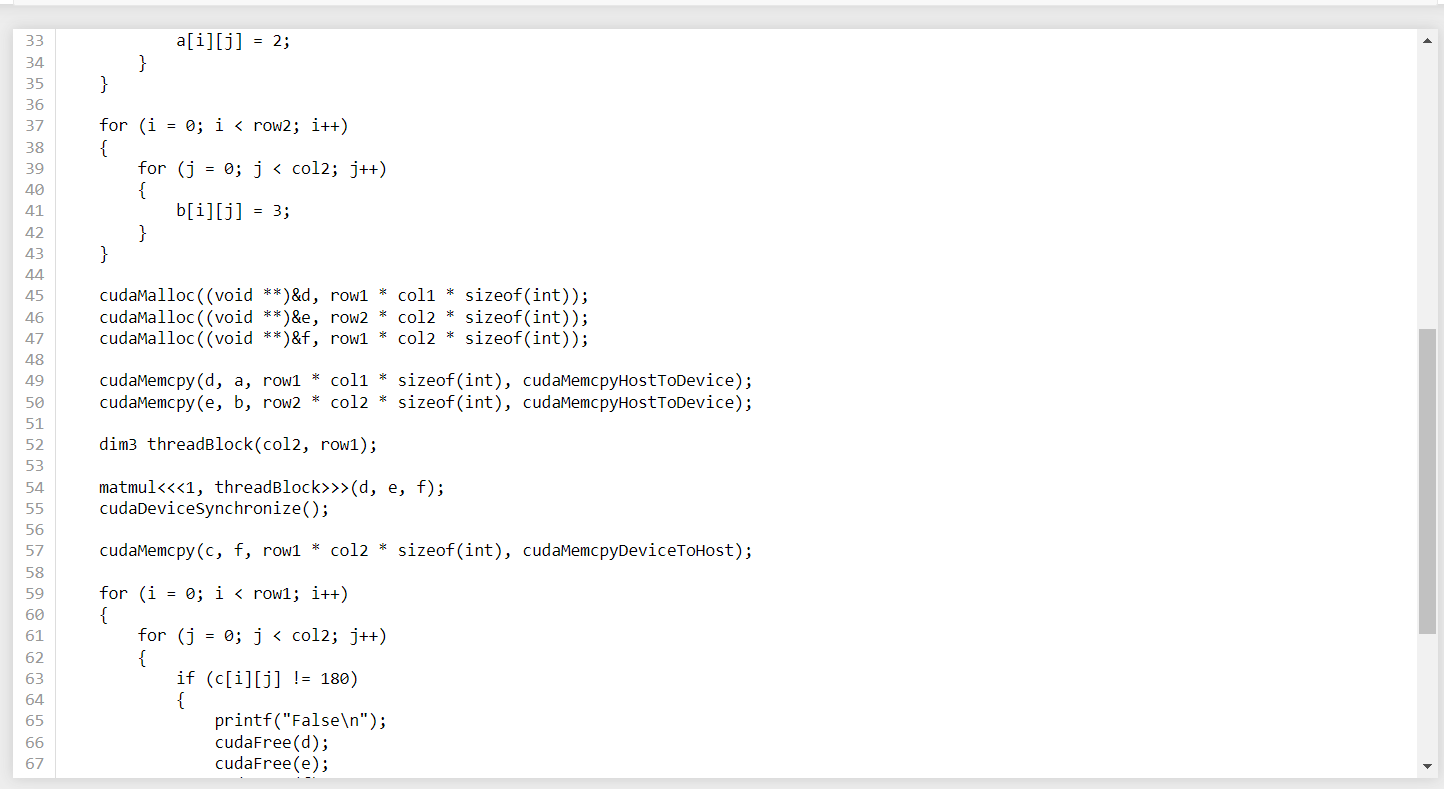 33 a[i][j] = 2;
34 }
35 }
36
37 for (i = 0; i < row2; i++)
38 {
39 for (j = 0; j < col2; j++)
40 {
41 b[i][j] = 3;
42 }
43 }
44
45 cudaMalloc((void **)&d, row1 * col1 * sizeof(int));
46 cudaMalloc((void **)&e, row2 * col2 * sizeof(int));
47 cudaMalloc((void **)&f, row1 * col2 * sizeof(int));
48
49 cudaMemcpy(d, a, row1 * col1 * sizeof(int), cudaMemcpyHostToDevice);
50 cudaMemcpy(e, b, row2 * col2 * sizeof(int), cudaMemcpyHostToDevice);
51
52 dim3 threadBlock(col2, row1);
53
54 matmul<<<1, threadBlock>>>(d, e, f);
55 cudaDeviceSynchronize();
56
57 cudaMemcpy(c, f, row1 * col2 * sizeof(int), cudaMemcpyDeviceToHost);
58
59 for (i = 0; i < row1; i++)
60 {
61 for (j = 0; j < col2; j++)
62 {
63 if (c[i][j] != 180)
64 {
65 printf("False\n");
66 cudaFree(d);
67 cudaFree(e);